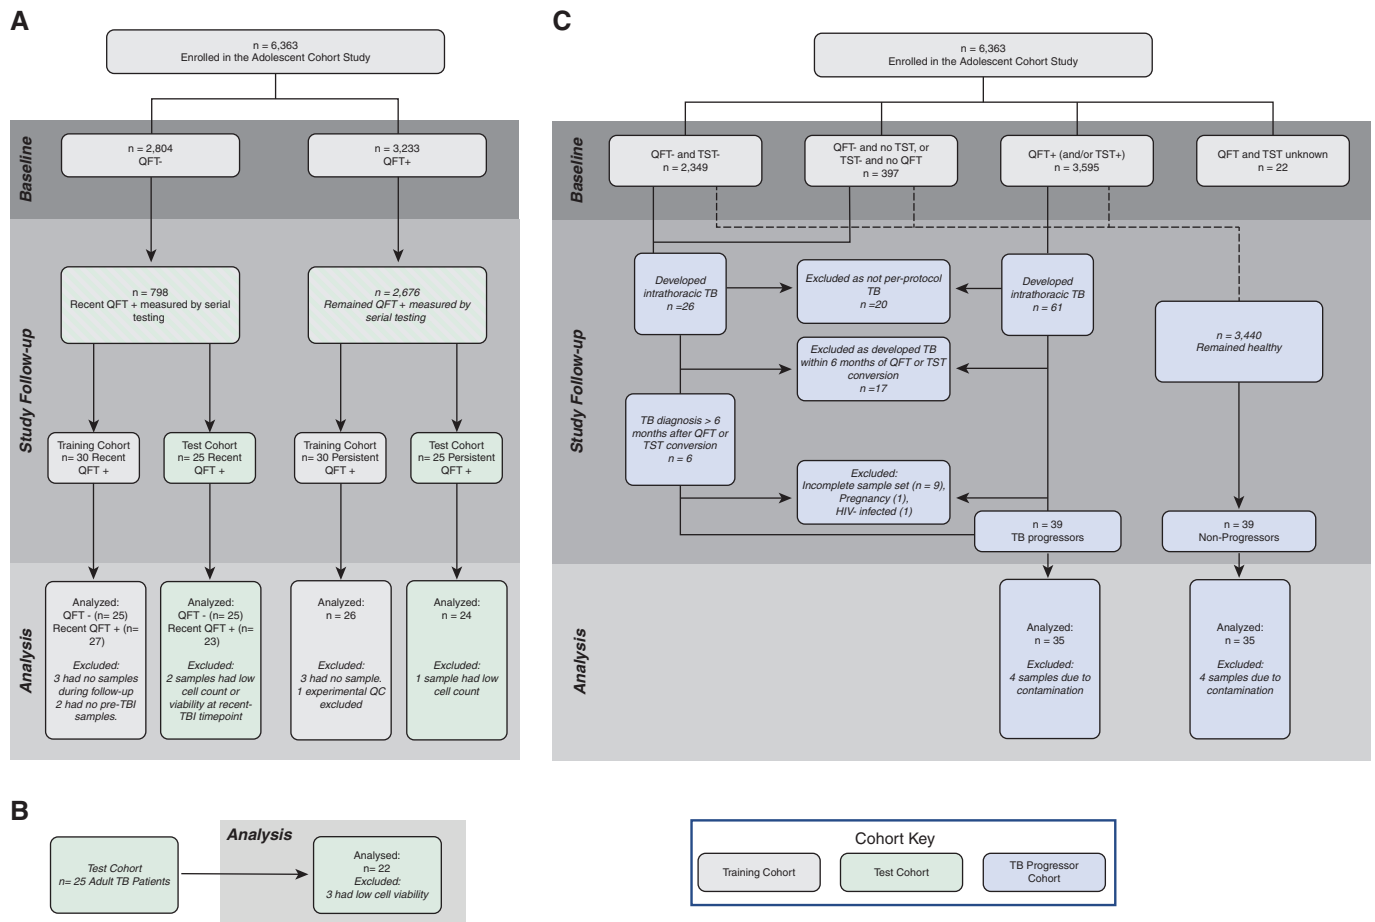 A
n = 6,363
Enrolled in the Adolescent Cohort Study
Baseline
n = 2,804
QFT-
n = 3,233
QFT+
Study Follow-up
n = 798
Recent QFT + measured by serial
testing
n = 2,676
Remained QFT + measured by
serial testing
Training Cohort
n= 30 Recent
QFT +
Test Cohort
n= 25 Recent
QFT +
Training Cohort
n= 30 Persistent
QFT +
Test Cohort
n= 25 Persistent
QFT +
Analysis
Analyzed:
QFT - (n= 25)
Recent QFT + (n=
27)
Excluded:
3 had no samples
during follow-up
2 had no pre-TBI
samples.
Analyzed:
QFT - (n= 25)
Recent QFT + (n=
23)
Excluded:
2 samples had low
cell count or
viability at recent-
TBI timepoint
Analyzed:
n = 26
Excluded:
3 had no sample.
1 experimental QC
excluded
Analyzed:
n = 24
Excluded:
1 sample had low
cell count
B
Test Cohort
n= 25 Adult TB Patients
Analysis
Analysed:
n= 22
Excluded:
3 had low cell viability
C
n = 6,363
Enrolled in the Adolescent Cohort Study
Baseline
QFT- and TST-
n = 2,349
QFT- and no TST, or
TST- and no QFT
n = 397
QFT+ (and/or TST+)
n = 3,595
QFT and TST unknown
n = 22
Study Follow-up
Developed
intrathoracic TB
n =26
Excluded as not per-protocol
TB
n =20
Developed
intrathoracic TB
n = 61
n = 3,440
Remained healthy
Excluded as developed TB
within 6 months of QFT or TST
conversion
n =17
TB diagnosis > 6
months after QFT or
TST conversion
n = 6
Excluded:
Incomplete sample set (n = 9),
Pregnancy (1),
HIV- infected (1)
n = 39
TB progressors
n = 39
Non-Progressors
Analysis
Analyzed:
n = 35
Excluded:
4 samples due to
contamination
Analyzed:
n = 35
Excluded:
4 samples due to
contamination
Cohort Key
Training Cohort
Test Cohort
TB Progressor
Cohort